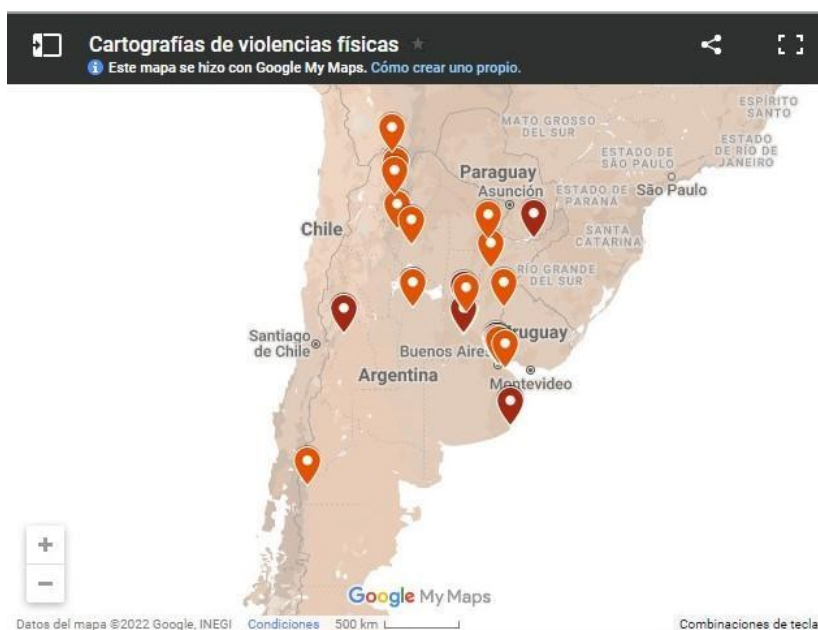 Cartografías de violencias físicas
Este mapa se hizo con Google My Maps. Cómo crear uno propio.
ESPÍRITO
SANTO
MATO GROSSO
DEL SUR
ESTADO
DE RÍO DE
JANEIRO
ESTADO DE
SÃO PAULO
Paraguay
Asunción
ESTADO DE
PARANÁ
São Paulo
Chile
SANTA
CATARINA
RÍO GRANDE
DEL SUR
Santiago
de Chile
Uruguay
Buenos Aires
Argentina
Montevideo
Google My Maps
Datos del mapa ©2022 Google, INEGI
Condiciones
500 km
Combinaciones de tecla